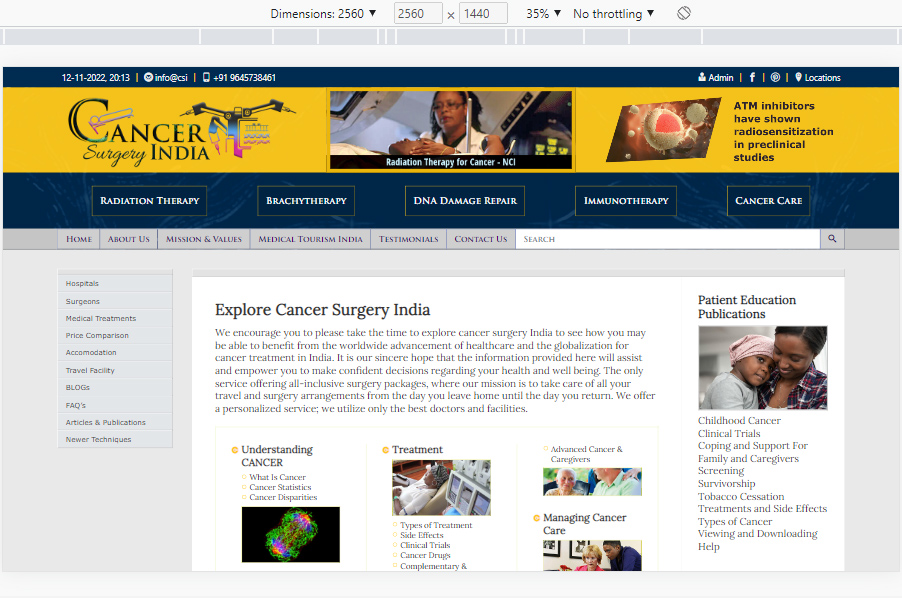 Dimensions: 2560 ▼ 2560 × 1440 35% ▼ No throttling ▼
12-11-2022, 20:13 | info@csi | +91 9645738461
Admin | f | | Locations
CANCER
Surgery INDIA
Radiation Therapy for Cancer - NCI
ATM inhibitors
have shown
radiosensitization
in preclinical
studies
RADIATION THERAPY
BRACHYTHERAPY
DNA DAMAGE REPAIR
IMMUNOTHERAPY
CANCER CARE
HOME
ABOUT US
MISSION & VALUES
MEDICAL TOURISM INDIA
TESTIMONIALS
CONTACT US
SEARCH
Hospitals
Surgeons
Medical Treatments
Price Comparison
Accomodation
Travel Facility
BLOGs
FAQ's
Articles & Publications
Newer Techniques
Explore Cancer Surgery India
We encourage you to please take the time to explore cancer surgery India to see how you may
be able to benefit from the worldwide advancement of healthcare and the globalization for
cancer treatment in India. It is our sincere hope that the information provided here will assist
and empower you to make confident decisions regarding your health and well being. The only
service offering all-inclusive surgery packages, where our mission is to take care of all your
travel and surgery arrangements from the day you leave home until the day you return. We offer
a personalized service; we utilize only the best doctors and facilities.
Understanding
CANCER
What Is Cancer
Cancer Statistics
Cancer Disparities
Treatment
Types of Treatment
Side Effects
Clinical Trials
Cancer Drugs
Complementary &
Advanced Cancer &
Caregivers
Managing Cancer
Care
Patient Education
Publications
Childhood Cancer
Clinical Trials
Coping and Support For
Family and Caregivers
Screening
Survivorship
Tobacco Cessation
Treatments and Side Effects
Types of Cancer
Viewing and Downloading
Help